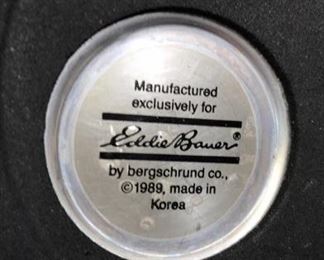 Manufactured
exclusively for
Eddie Bauer®
by bergschrund co.,
©1989, made in
Korea